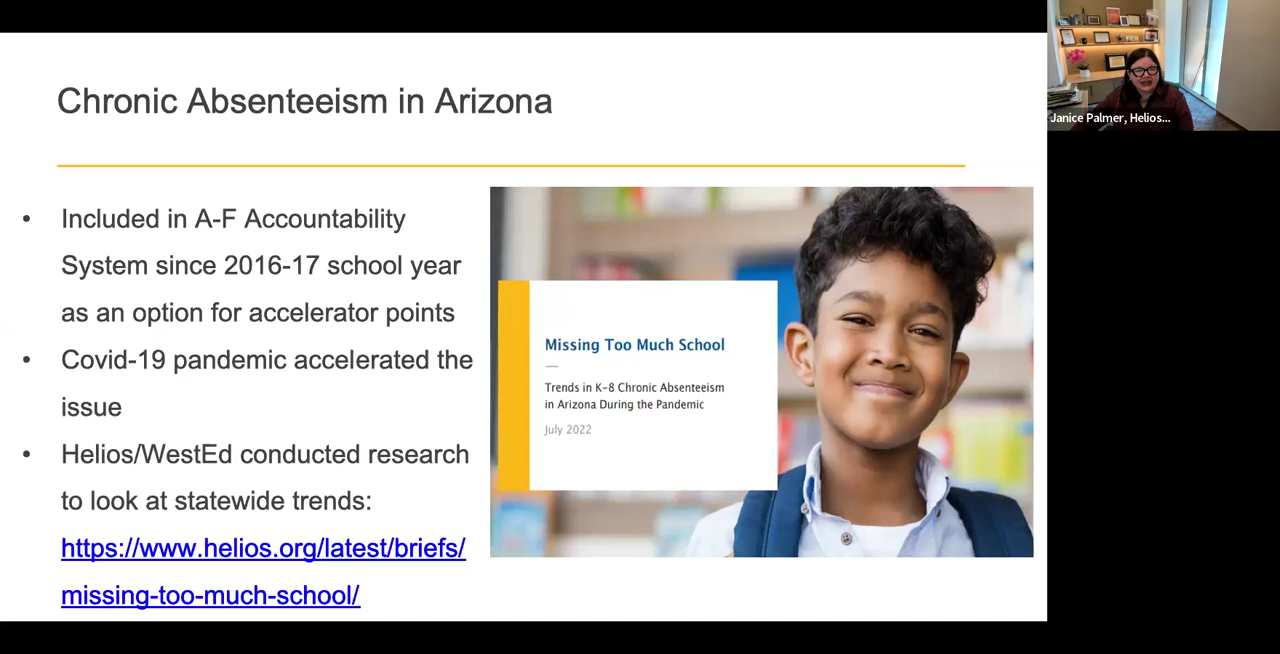 Chronic Absenteeism in Arizona
• Included in A-F Accountability
System since 2016-17 school year
as an option for accelerator points
• Covid-19 pandemic accelerated the
issue
• Helios/WestEd conducted research
to look at statewide trends:
https://www.helios.org/latest/briefs/
missing-too-much-school/
Missing Too Much School
Trends in K-8 Chronic Absenteeism
in Arizona During the Pandemic
July 2022
Janice Palmer, Helios...